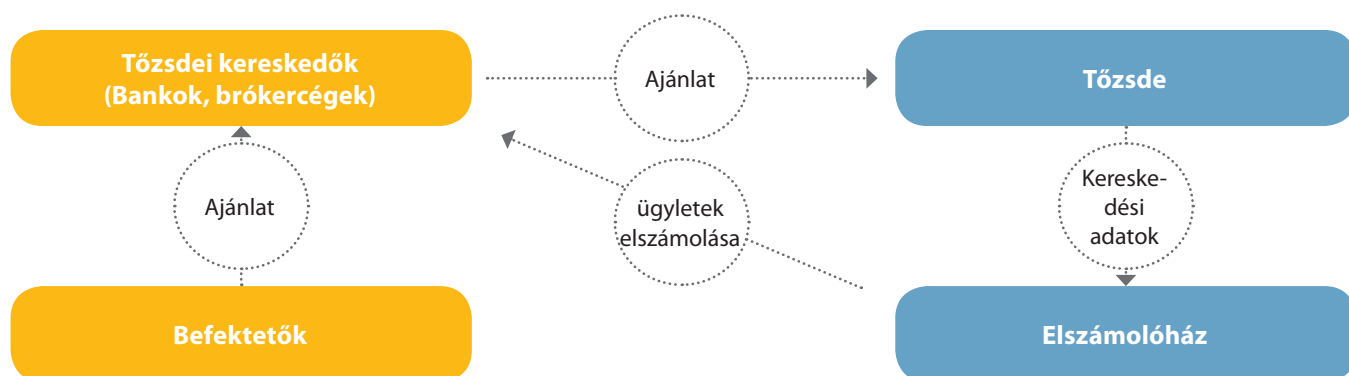 Tőzsdei kereskedők
(Bankok, brókercégek)
Ajánlat
Tőzsde
Ajánlat
ügyletek
elszámolása
Kereske-
dési
adatok
Befektetők
Elszámolóház